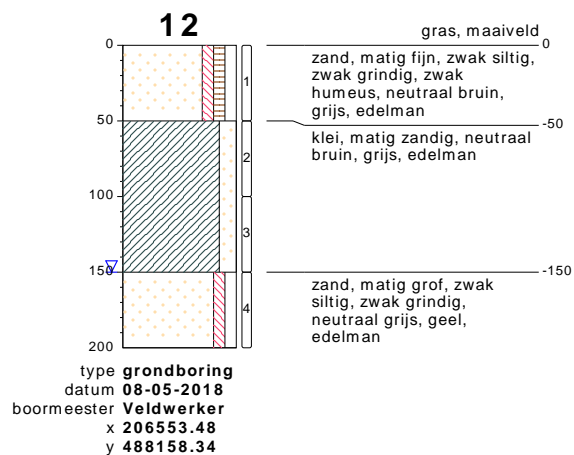 12
gras, maaiveld
0
0
zand, matig fijn, zwak siltig,
zwak grindig, zwak
humeus, neutraal bruin,
grijs, edelman
1
50
-50
klei, matig zandig, neutraal
bruin, grijs, edelman
2
100
3
150
-150
zand, matig grof, zwak
siltig, zwak grindig,
neutraal grijs, geel,
edelman
4
200
type grondboring
datum 08-05-2018
boormeester Veldwerker
x 206553.48
y 488158.34